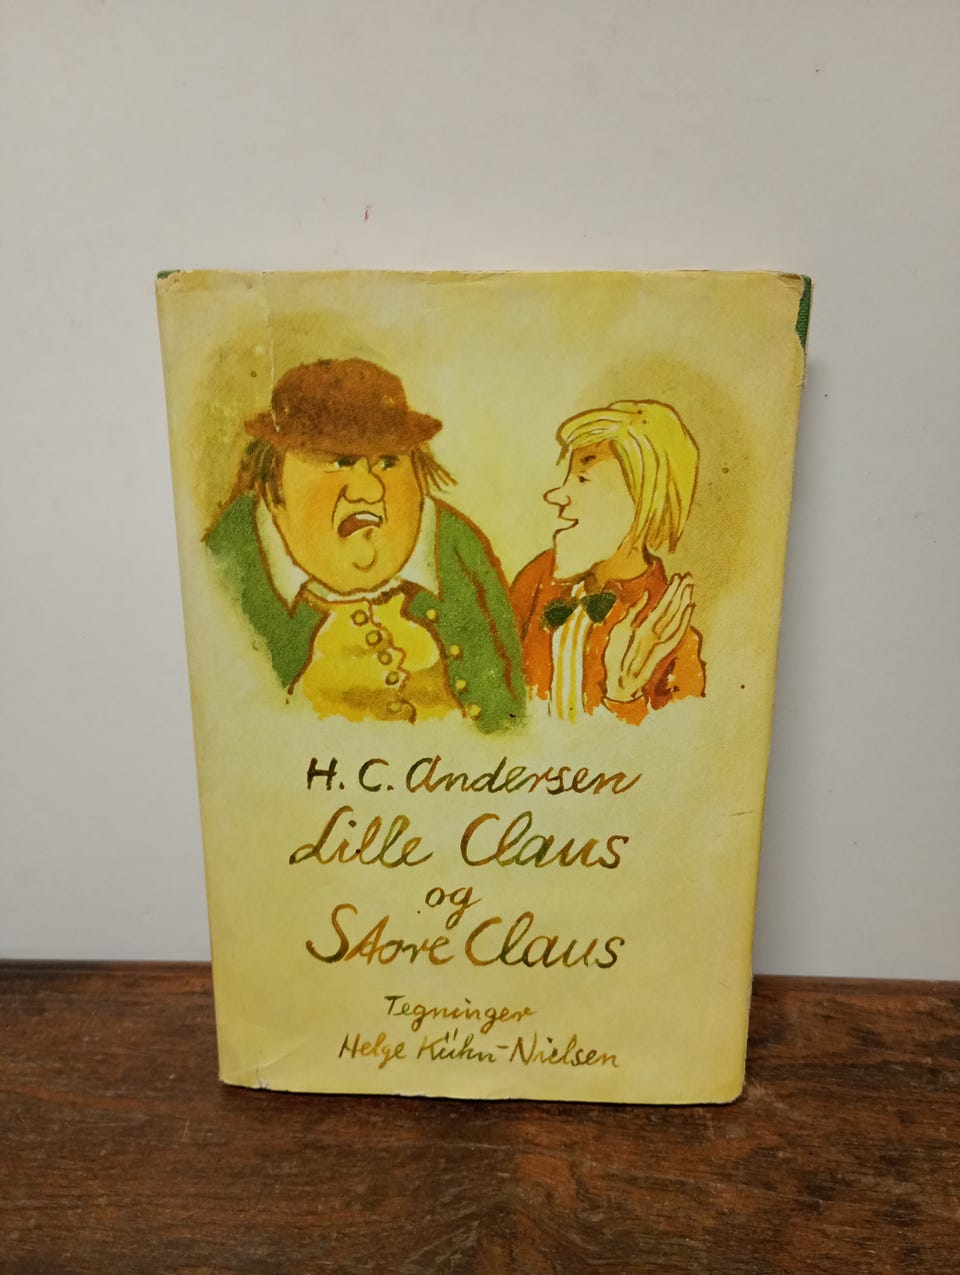 H. C. Andersen
Lille Claus
og
Store Claus
Tegninger
Helge Kühn-Nielsen